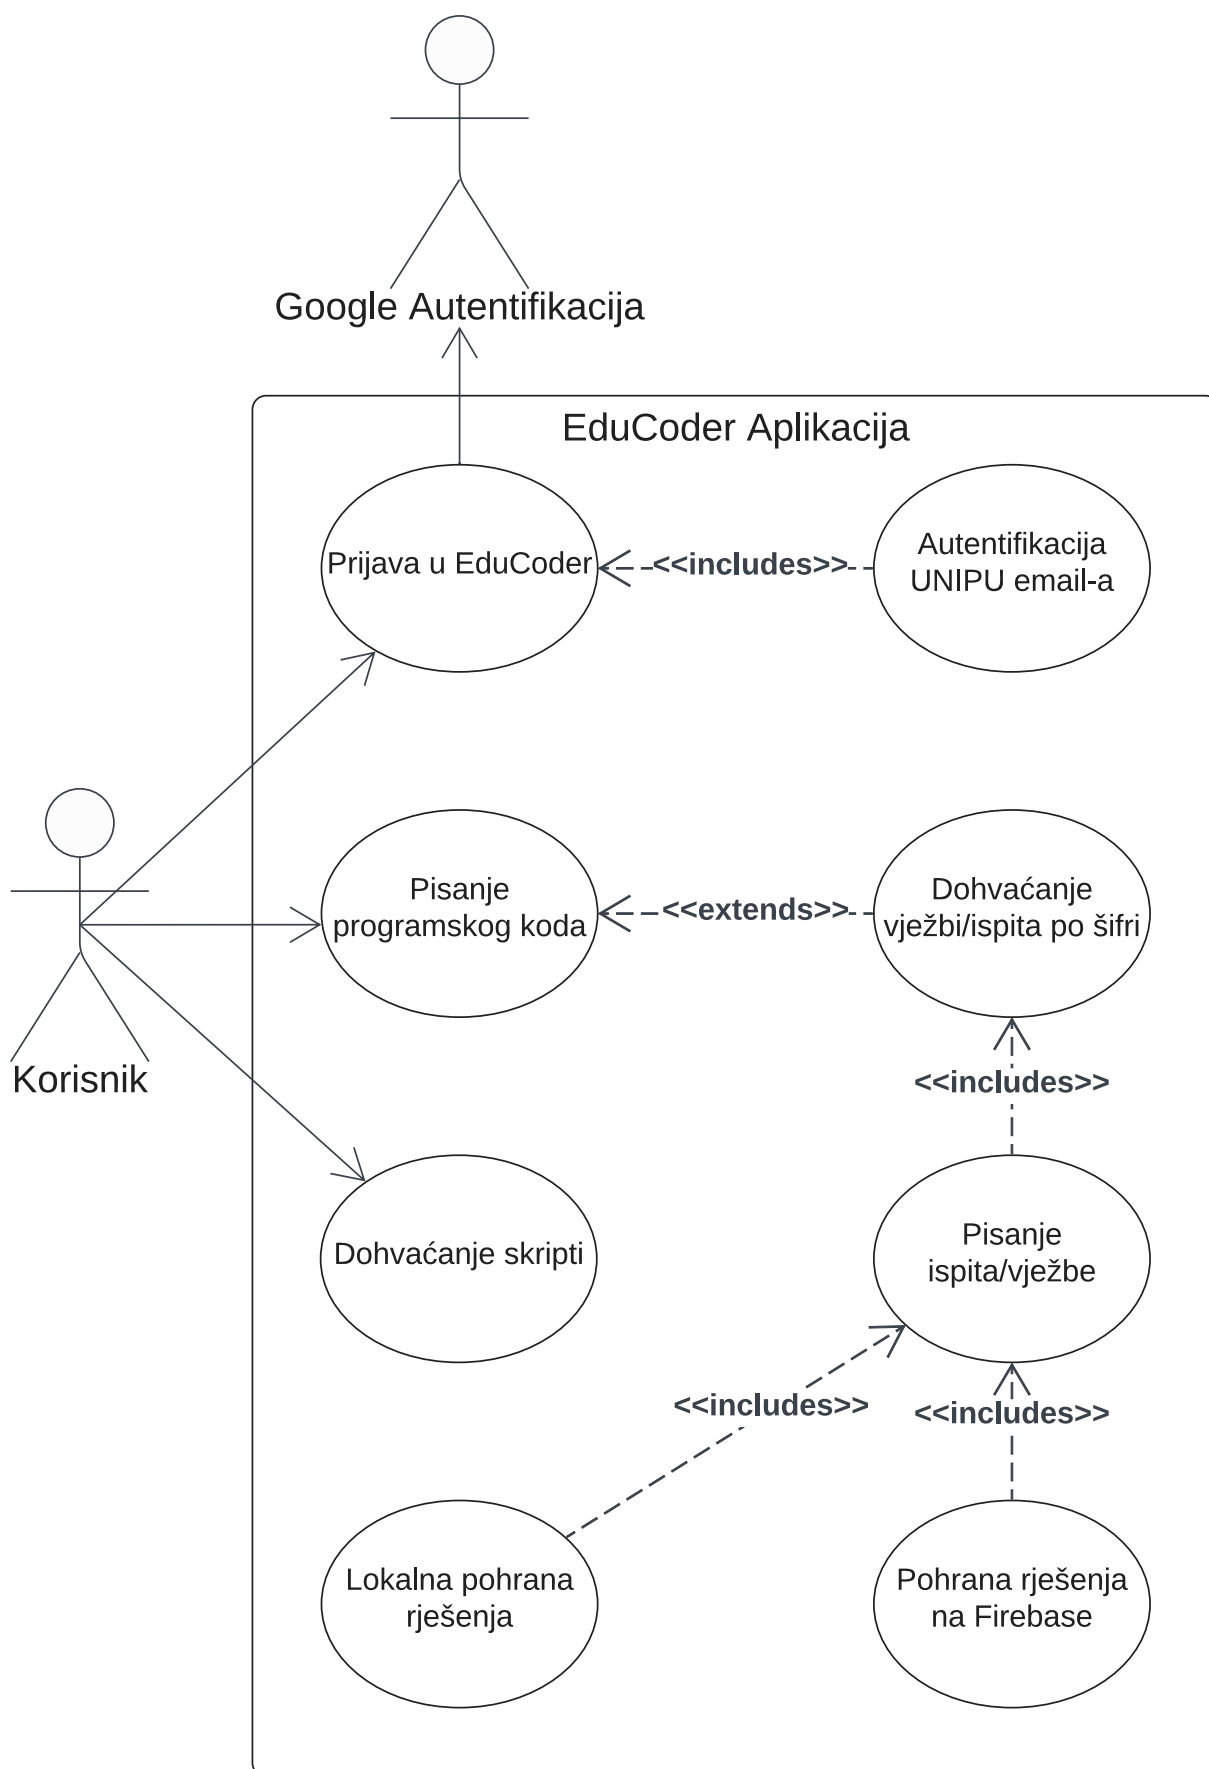 Google Autentifikacija
EduCoder Aplikacija
Prijava u EduCoder
<<includes>>
Autentifikacija
UNIPU email-a
Korisnik
Pisanje
programskog koda
<<extends>>
Dohvaćanje
vježbi/ispita po šifri
<<includes>>
Dohvaćanje skripti
Pisanje
ispita/vježbe
<<includes>>
<<includes>>
Lokalna pohrana
rješenja
Pohrana rješenja
na Firebase